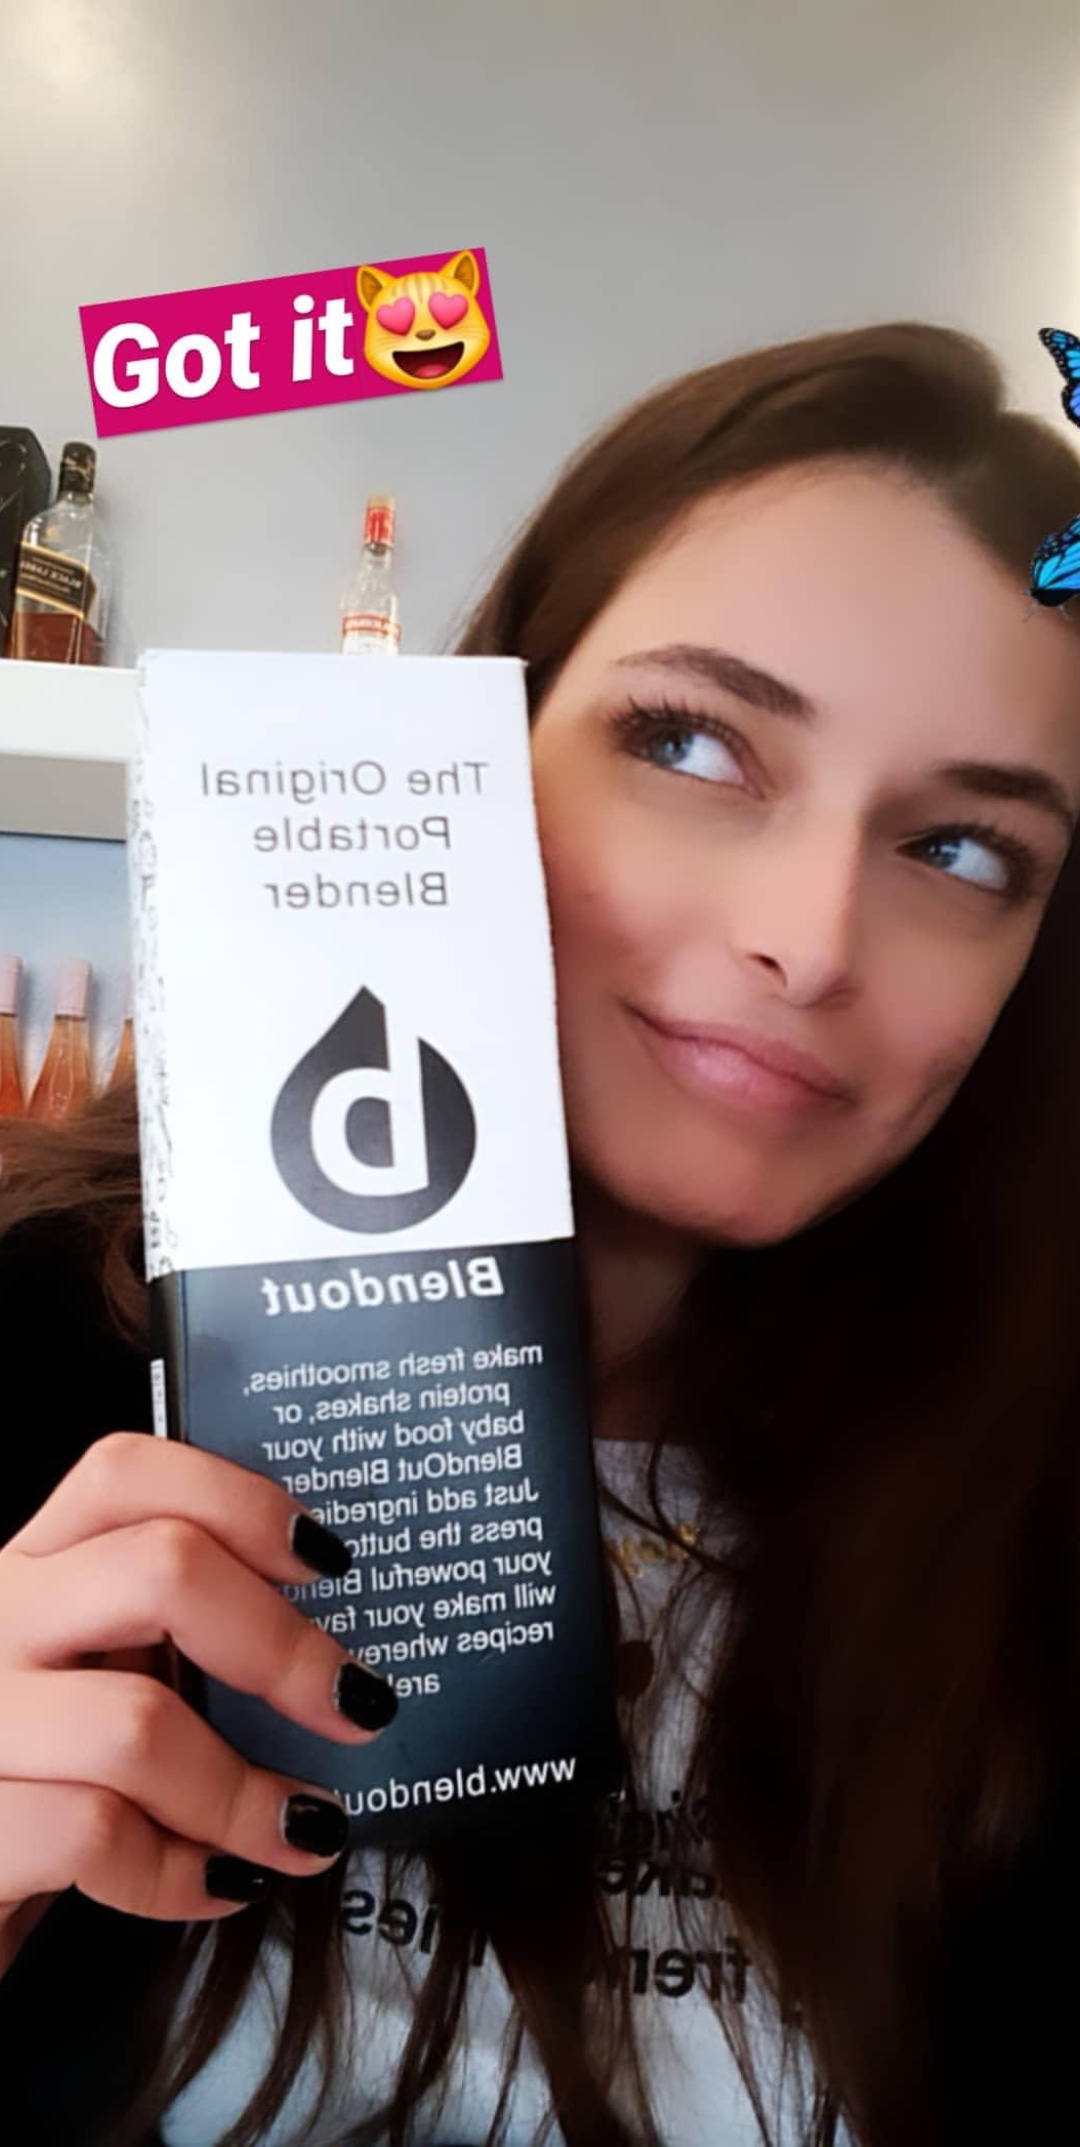 Got it
The Original
Portable
Blender
b
Blendout
make fresh smoothies,
protein shakes, or
baby food with your
BlendOut Blender
Just add
press the
your powerful
will make your
recipes
are
www.blendou